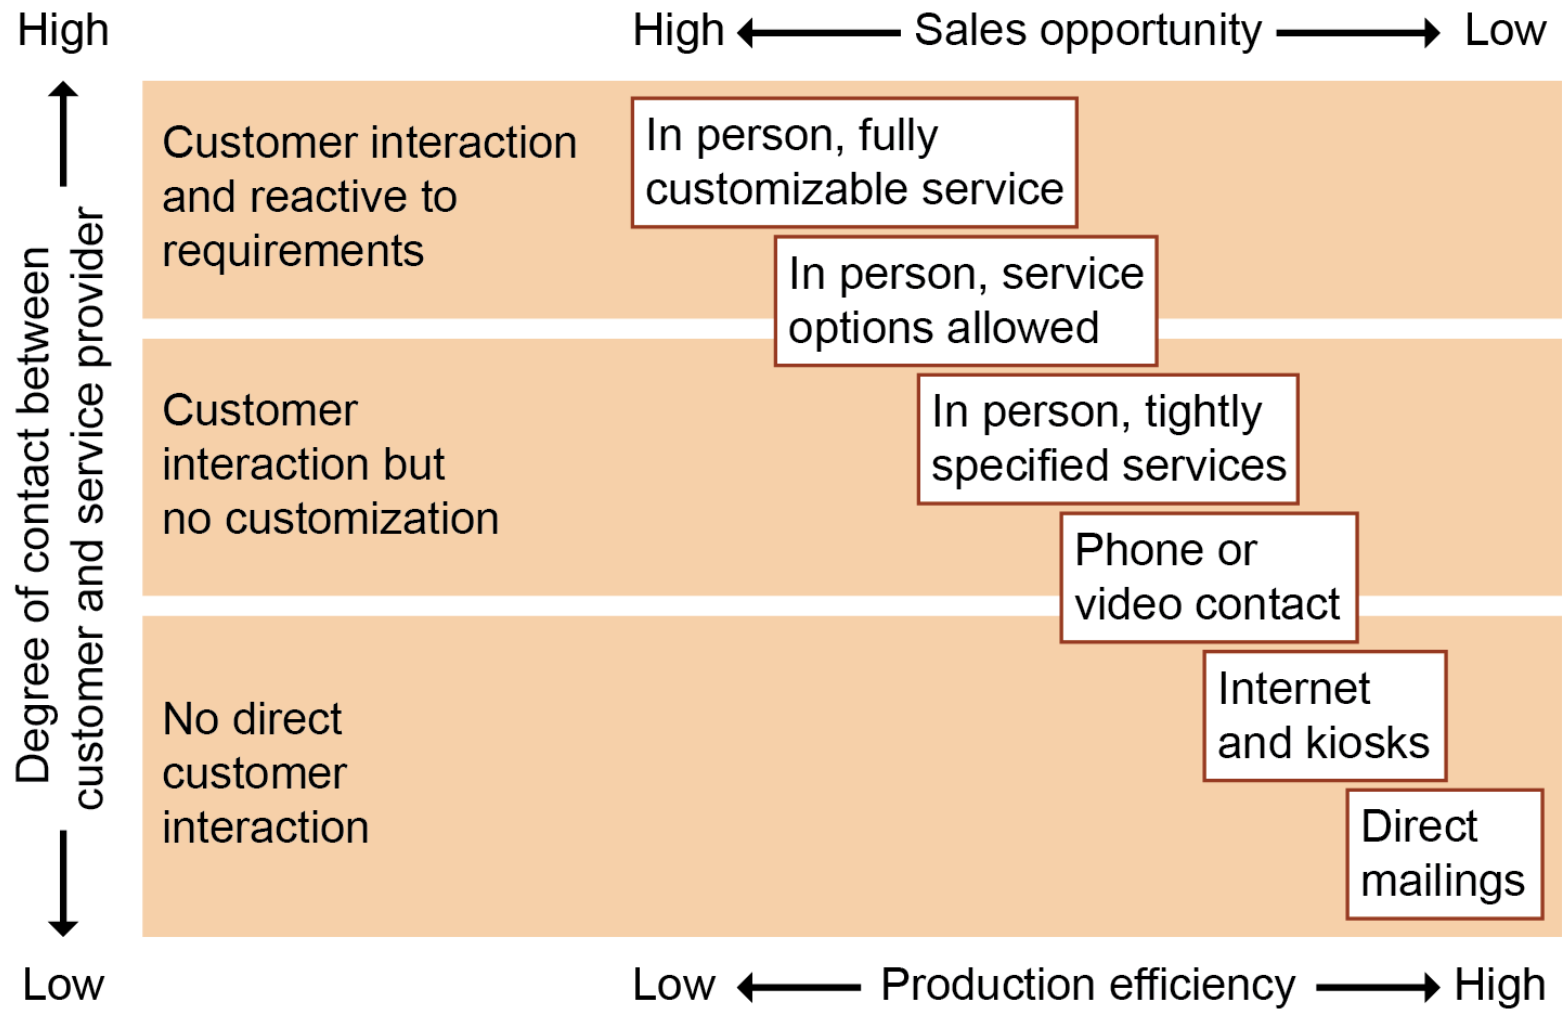 High
High
Sales opportunity
Low
Degree of contact between
customer and service provider
Customer interaction
and reactive to
requirements
In person, fully
customizable service
In person, service
options allowed
Customer
interaction but
no customization
In person, tightly
specified services
Phone or
video contact
No direct
customer
interaction
Internet
and kiosks
Direct
mailings
Low
Low
Production efficiency
High